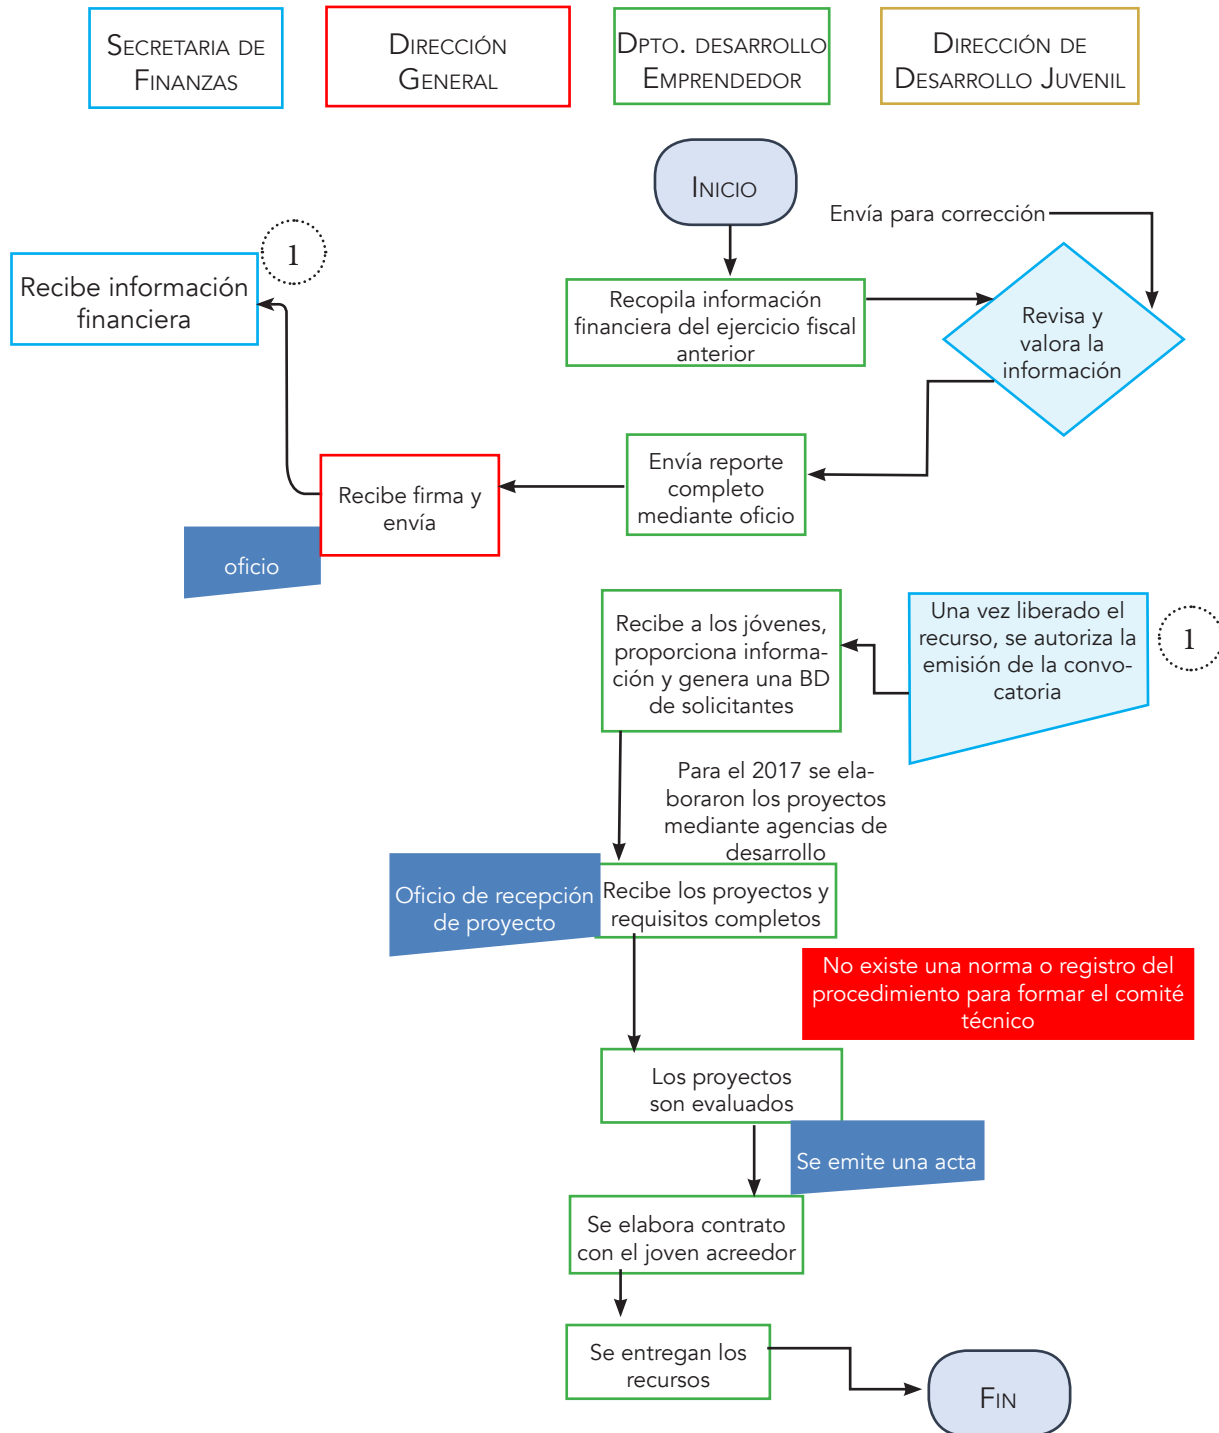 Secretaria de
Finanzas
Dirección
General
Dpto. desarrollo
Emprendedor
Dirección de
Desarrollo Juvenil
Inicio
Envía para corrección
1
Recibe información
financiera
Recopila información
financiera del ejercicio fiscal
anterior
Revisa y
valora la
información
Envía reporte
completo
mediante oficio
Recibe firma y
envía
oficio
Una vez liberado el
recurso, se autoriza la
emisión de la convo-
catoria
1
Recibe a los jóvenes,
proporciona informa-
ción y genera una BD
de solicitantes
Para el 2017 se ela-
boraron los proyectos
mediante agencias de
desarrollo
Oficio de recepción
de proyecto
Recibe los proyectos y
requisitos completos
No existe una norma o registro del
procedimiento para formar el comité
técnico
Los proyectos
son evaluados
Se emite una acta
Se elabora contrato
con el joven acreedor
Se entregan los
recursos
Fin